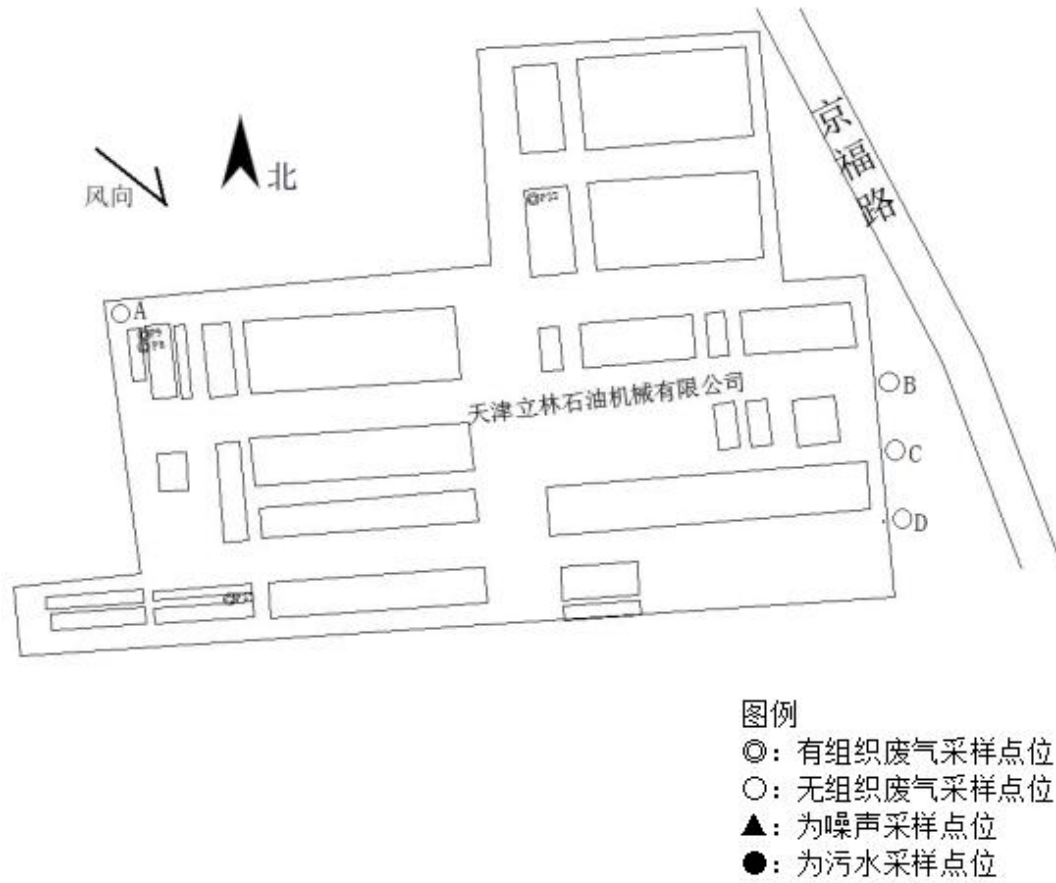 京福路
北
风向
A
P9
P8
天津立林石油机械有限公司
B
C
D
图例
◎：有组织废气采样点位
○：无组织废气采样点位
▲：为噪声采样点位
●：为污水采样点位